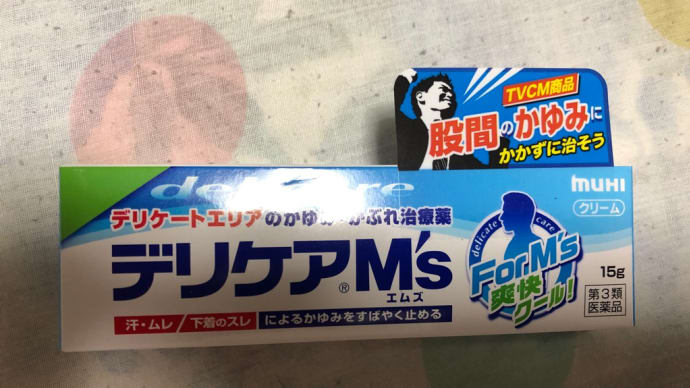 TVCM商品
股間のかゆみに
かかずに治そう
delicare
muhi
デリケートエリアのかゆみ・かぶれ治療薬
クリーム
デリケアM's
®
エムズ
delicate care
For M's
爽快
クール!
15g
第3類
医薬品
汗・ムレ/下着のスレによるかゆみをすばやく止める